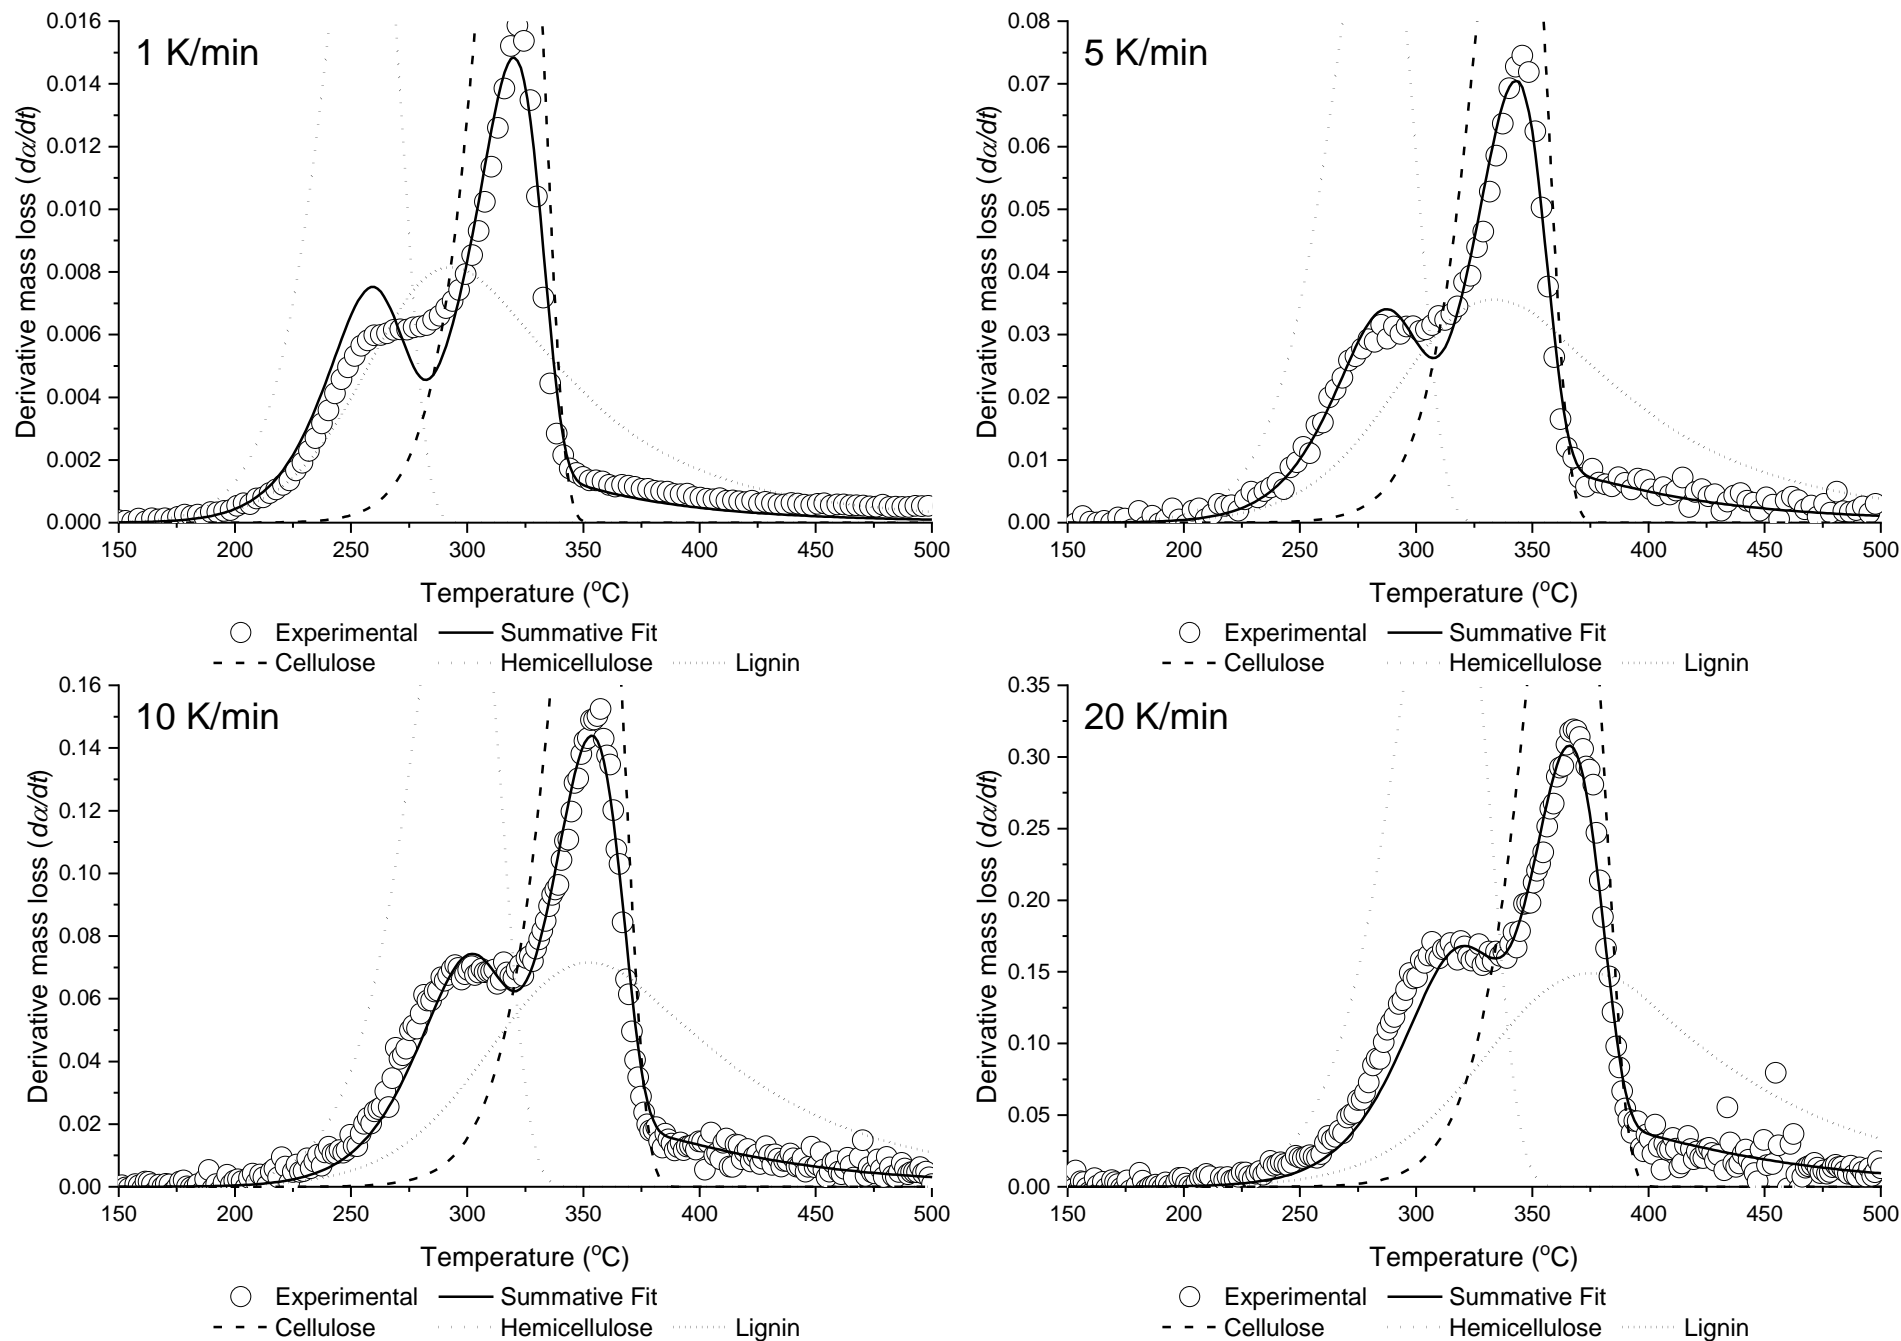 1 K/min
Derivative mass loss (dα/dt)
0.016
0.014
0.012
0.010
0.008
0.006
0.004
0.002
0.000
150 200 250 300 350 400 450 500
Temperature (oC)
Experimental Summative Fit
Cellulose Hemicellulose Lignin
5 K/min
Derivative mass loss (dα/dt)
0.08
0.07
0.06
0.05
0.04
0.03
0.02
0.01
0.00
150 200 250 300 350 400 450 500
Temperature (oC)
Experimental Summative Fit
Cellulose Hemicellulose Lignin
10 K/min
Derivative mass loss (dα/dt)
0.16
0.14
0.12
0.10
0.08
0.06
0.04
0.02
0.00
150 200 250 300 350 400 450 500
Temperature (oC)
Experimental Summative Fit
Cellulose Hemicellulose Lignin
20 K/min
Derivative mass loss (dα/dt)
0.35
0.30
0.25
0.20
0.15
0.10
0.05
0.00
150 200 250 300 350 400 450 500
Temperature (oC)
Experimental Summative Fit
Cellulose Hemicellulose Lignin